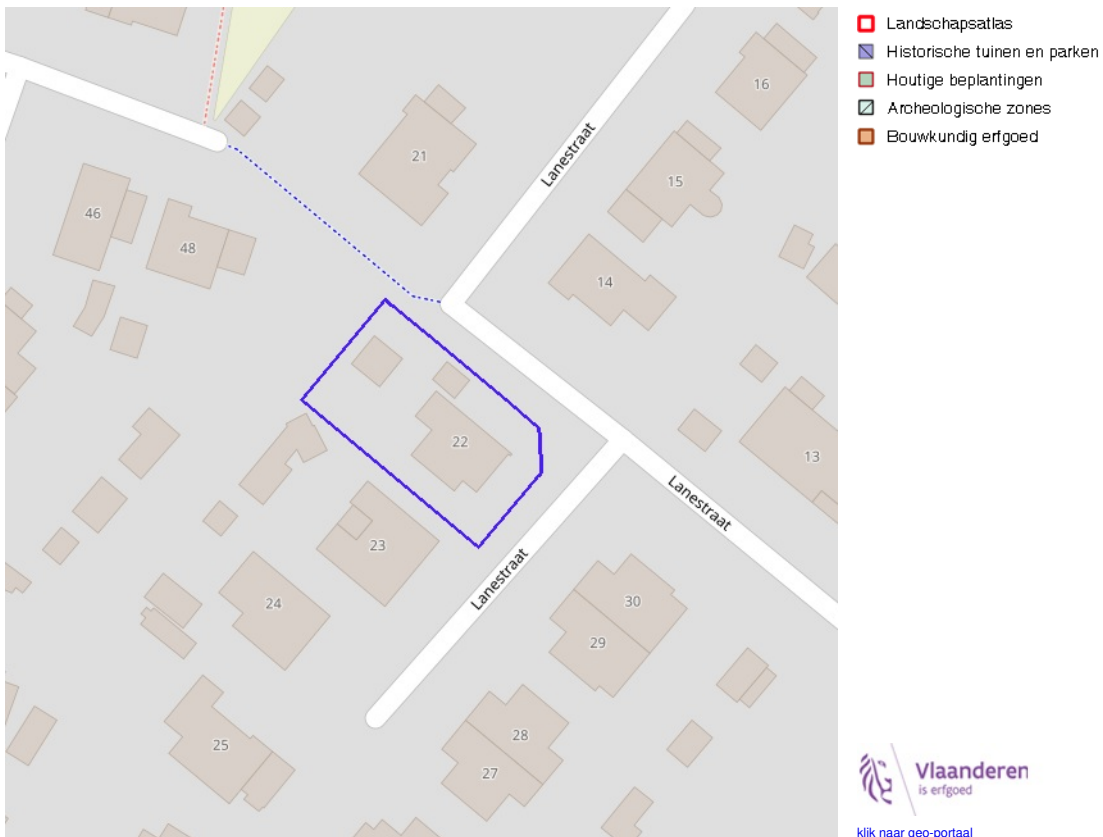 Landschapsatlas
Historische tuinen en parken
Houtige beplantingen
Archeologische zones
Bouwkundig erfgoed
16
Lanestraat
21
15
46
48
14
22
13
Lanestraat
23
Lanestraat
24
30
29
28
25
27
Vlaanderen
is erfgoed
klik naar geo-portaal